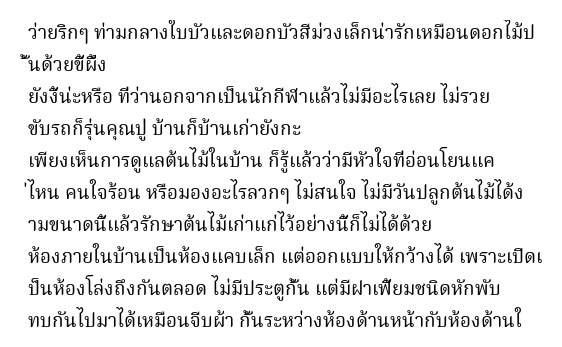 ว่ายริกๆ ท่ามกลางใบบัวและดอกบัวสีม่วงเล็กน่ารักเหมือนดอกไม้ป
ั้นด้วยขี้ผึ้ง
ยังงั้น่ะหรือ ที่ว่านอกจากเป็นนักกีฬาแล้วไม่มีอะไรเลย ไม่รวย
ขับรถก็รุ่นคุณปู่ บ้านก็บ้านเก่ายังกะ
เพียงเห็นการดูแลต้นไม้ในบ้าน ก็รู้แล้วว่ามีหัวใจที่อ่อนโยนแค
่ไหน คนใจร้อน หรือมองอะไรลวกๆ ไม่สนใจ ไม่มีวันปลูกต้นไม้ได้ง
ามขนาดนี้แล้วรักษาต้นไม้เก่าแก่ไว้อย่างนี้ก็ไม่ได้ด้วย
ห้องภายในบ้านเป็นห้องแคบเล็ก แต่ออกแบบให้กว้างได้ เพราะเปิดเ
ป็นห้องโล่งถึงกันตลอด ไม่มีประตูกั้น แต่มีฝาเฟี้ยมชนิดหักพับ
ทบกันไปมาได้เหมือนจีบผ้า กั้นระหว่างห้องด้านหน้ากับห้องด้านใ